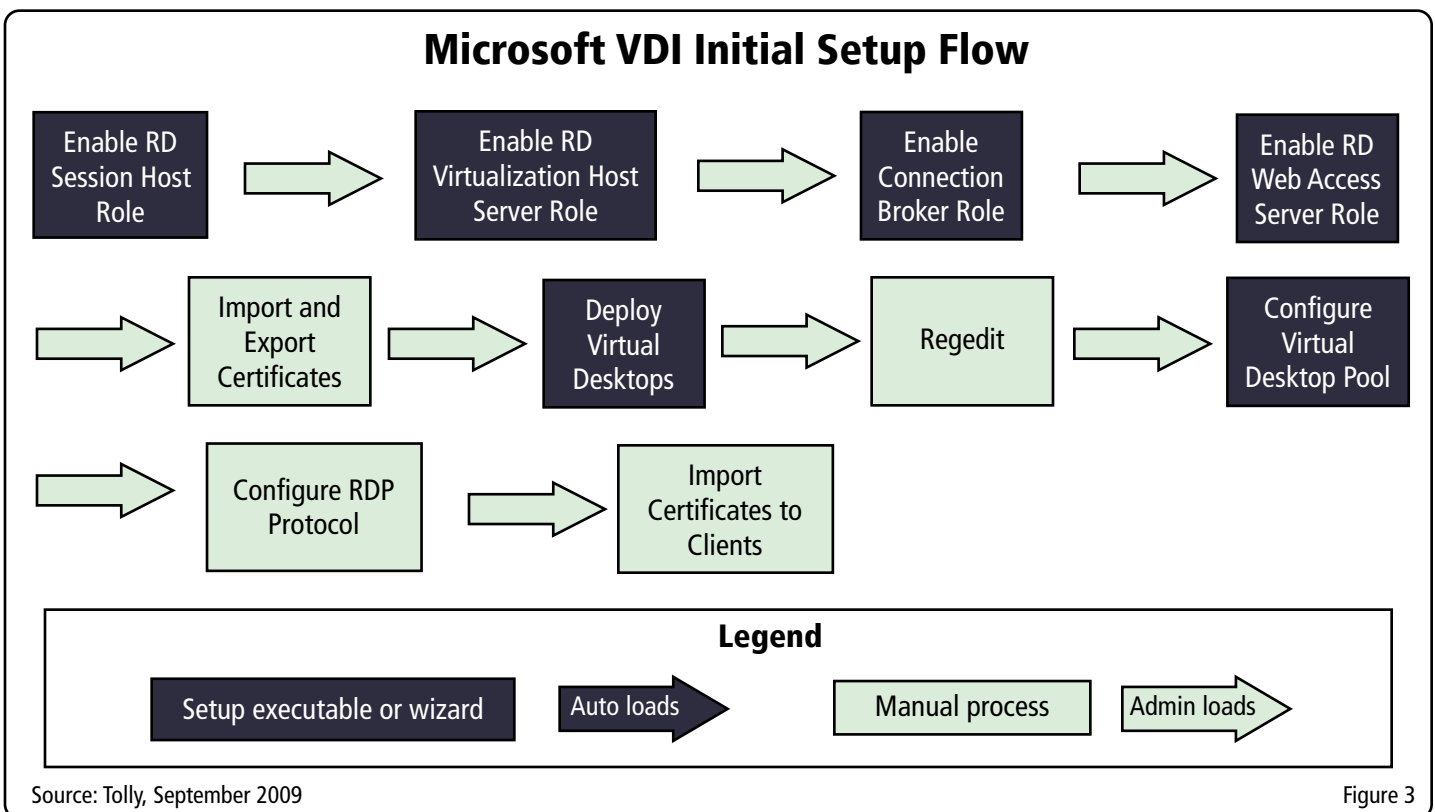 Microsoft VDI Initial Setup Flow
Enable RD
Session Host
Role
Enable RD
Virtualization Host
Server Role
Enable
Connection
Broker Role
Enable RD
Web Access
Server Role
Import and
Export
Certificates
Deploy
Virtual
Desktops
Regedit
Configure
Virtual
Desktop Pool
Configure RDP
Protocol
Import
Certificates to
Clients
Legend
Setup executable or wizard
Auto loads
Manual process
Admin loads
Source: Tolly, September 2009
Figure 3